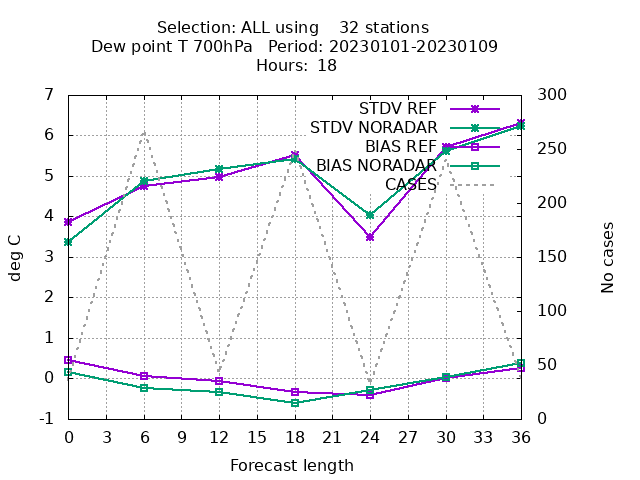 Selection: ALL using    32 stations
Dew point T 700hPa   Period: 20230101-20230109
Hours: 18
7 300
STDV REF
STDV NORADAR
6 250
BIAS REF
BIAS NORADAR
5
CASES
200
4
deg C
3 150
No cases
2
100
1
50
0
-1 0
0 3 6 9 12 15 18 21 24 27 30 33 36
Forecast length